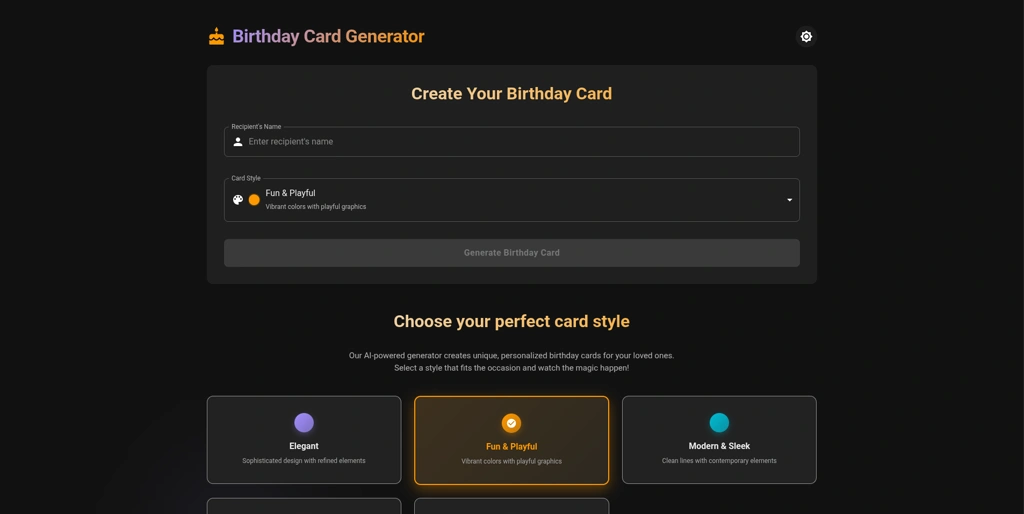 Birthday Card Generator
Create Your Birthday Card
Recipient's Name
Enter recipient's name
Card Style
Fun & Playful
Vibrant colors with playful graphics
Generate Birthday Card
Choose your perfect card style
Our AI-powered generator creates unique, personalized birthday cards for your loved ones.
Select a style that fits the occasion and watch the magic happen!
Elegant
Sophisticated design with refined elements
Fun & Playful
Vibrant colors with playful graphics
Modern & Sleek
Clean lines with contemporary elements